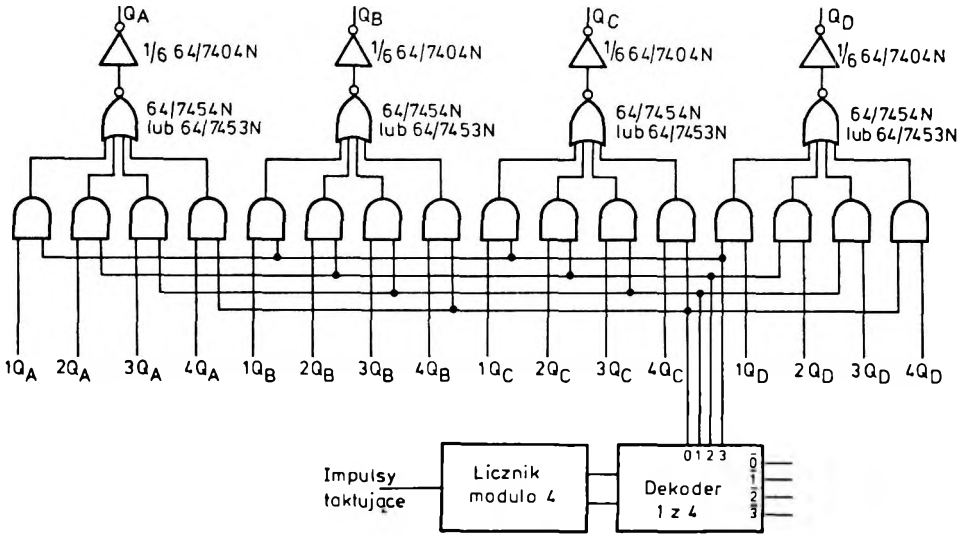 QA QB QC QD
1/6 64/7404N 1/6 64/7404N 1/6 64/7404N 1/6 64/7404N
64/7454N 64/7454N 64/7454N 64/7454N
lub 64/7453N lub 64/7453N lub 64/7453N lub 64/7453N
1QA 2QA 3QA 4QA 1QB 2QB 3QB 4QB 1QC 2QC 3QC 4QC 1QD 2QD 3QD 4QD
0 1 2 3
Impulsy
taktujące
Licznik
modulo 4
Dekoder
1 z 4
0̅
1̅
2̅
3̅